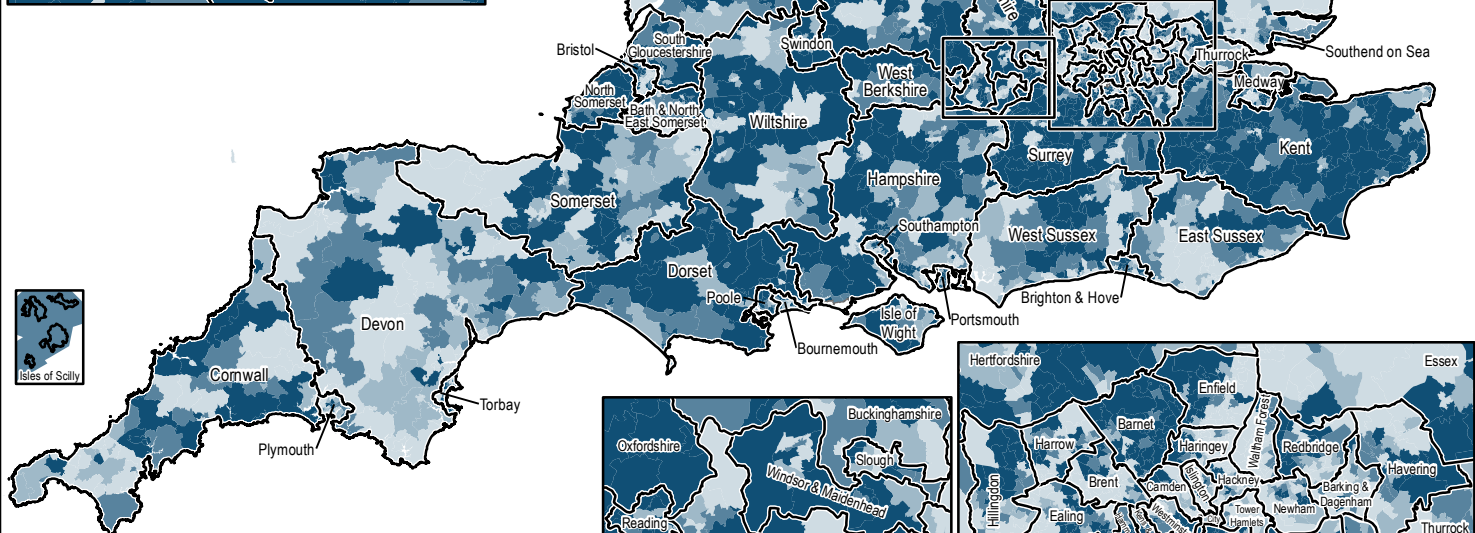 hire
Bristol
South
Gloucestershire
Swindon
Thurrock
Southend on Sea
West
Berkshire
Medway
North
Somerset
Bath & North
East Somerset
Wiltshire
Surrey
Kent
Hampshire
Somerset
Southampton
West Sussex
East Sussex
Dorset
Poole
Brighton & Hove
Isle of
Wight
Portsmouth
Devon
Bournemouth
Isles of Scilly
Cornwall
Torbay
Plymouth
Buckinghamshire
Oxfordshire
Slough
Windsor & Maidenhead
Reading
Hertfordshire
Essex
Enfield
Barnet
Waltham Forest
Harrow
Haringey
Redbridge
Havering
Brent
Camden
Islington
Hackney
Barking &
Dagenham
Hillingdon
Ealing
Westminst
City
Tower
Hamlets
Newham
Thurrock